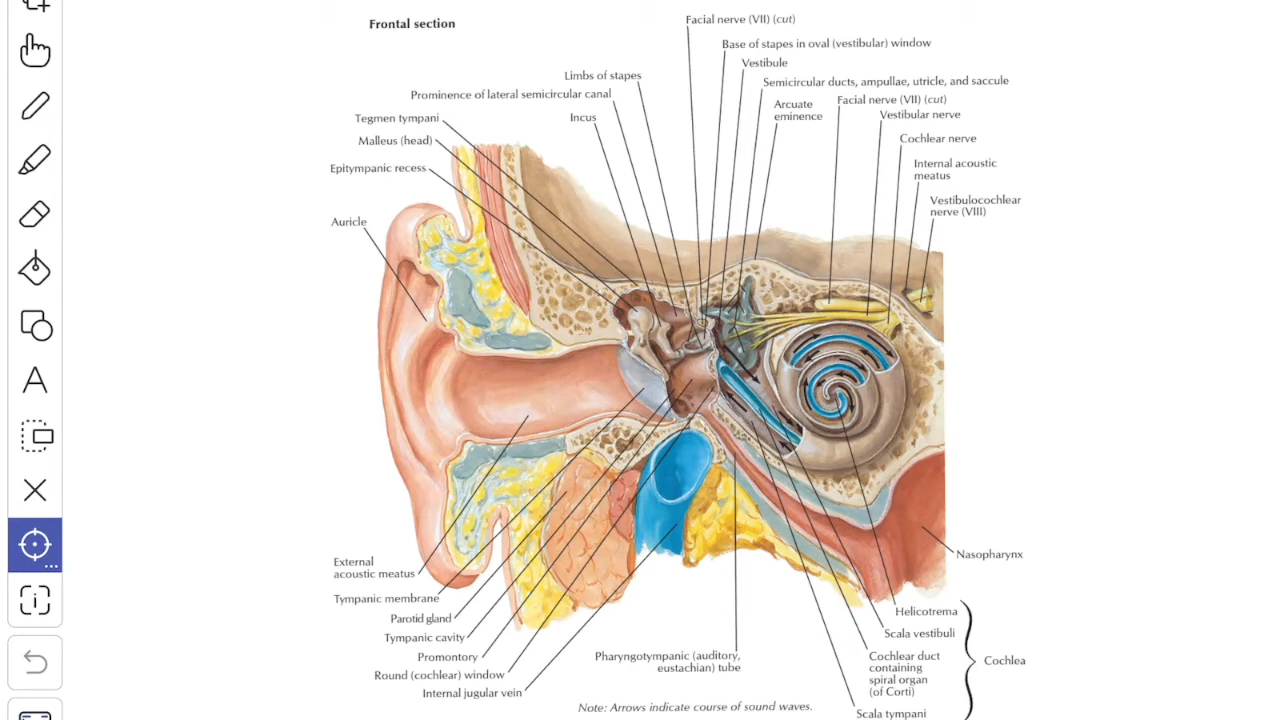 Frontal section
Facial nerve (VII) (cut)
Base of stapes in oval (vestibular) window
Vestibule
Limbs of stapes
Semicircular ducts, ampullae, utricle, and saccule
Prominence of lateral semicircular canal
Facial nerve (VII) (cut)
Arcuate
eminence
Tegmen tympani
Incus
Vestibular nerve
Malleus (head)
Cochlear nerve
Epitympanic recess
Internal acoustic
meatus
Auricle
Vestibulocochlear
nerve (VIII)
A
i
External
acoustic meatus
Nasopharynx
Tympanic membrane
Helicotrema
Parotid gland
Scala vestibuli
Tympanic cavity
Promontory
Pharyngotympanic (auditory,
eustachian) tube
Cochlear duct
containing
spiral organ
(of Corti)
Cochlea
Round (cochlear) window
Internal jugular vein
Note: Arrows indicate course of sound waves.
Scala tympani